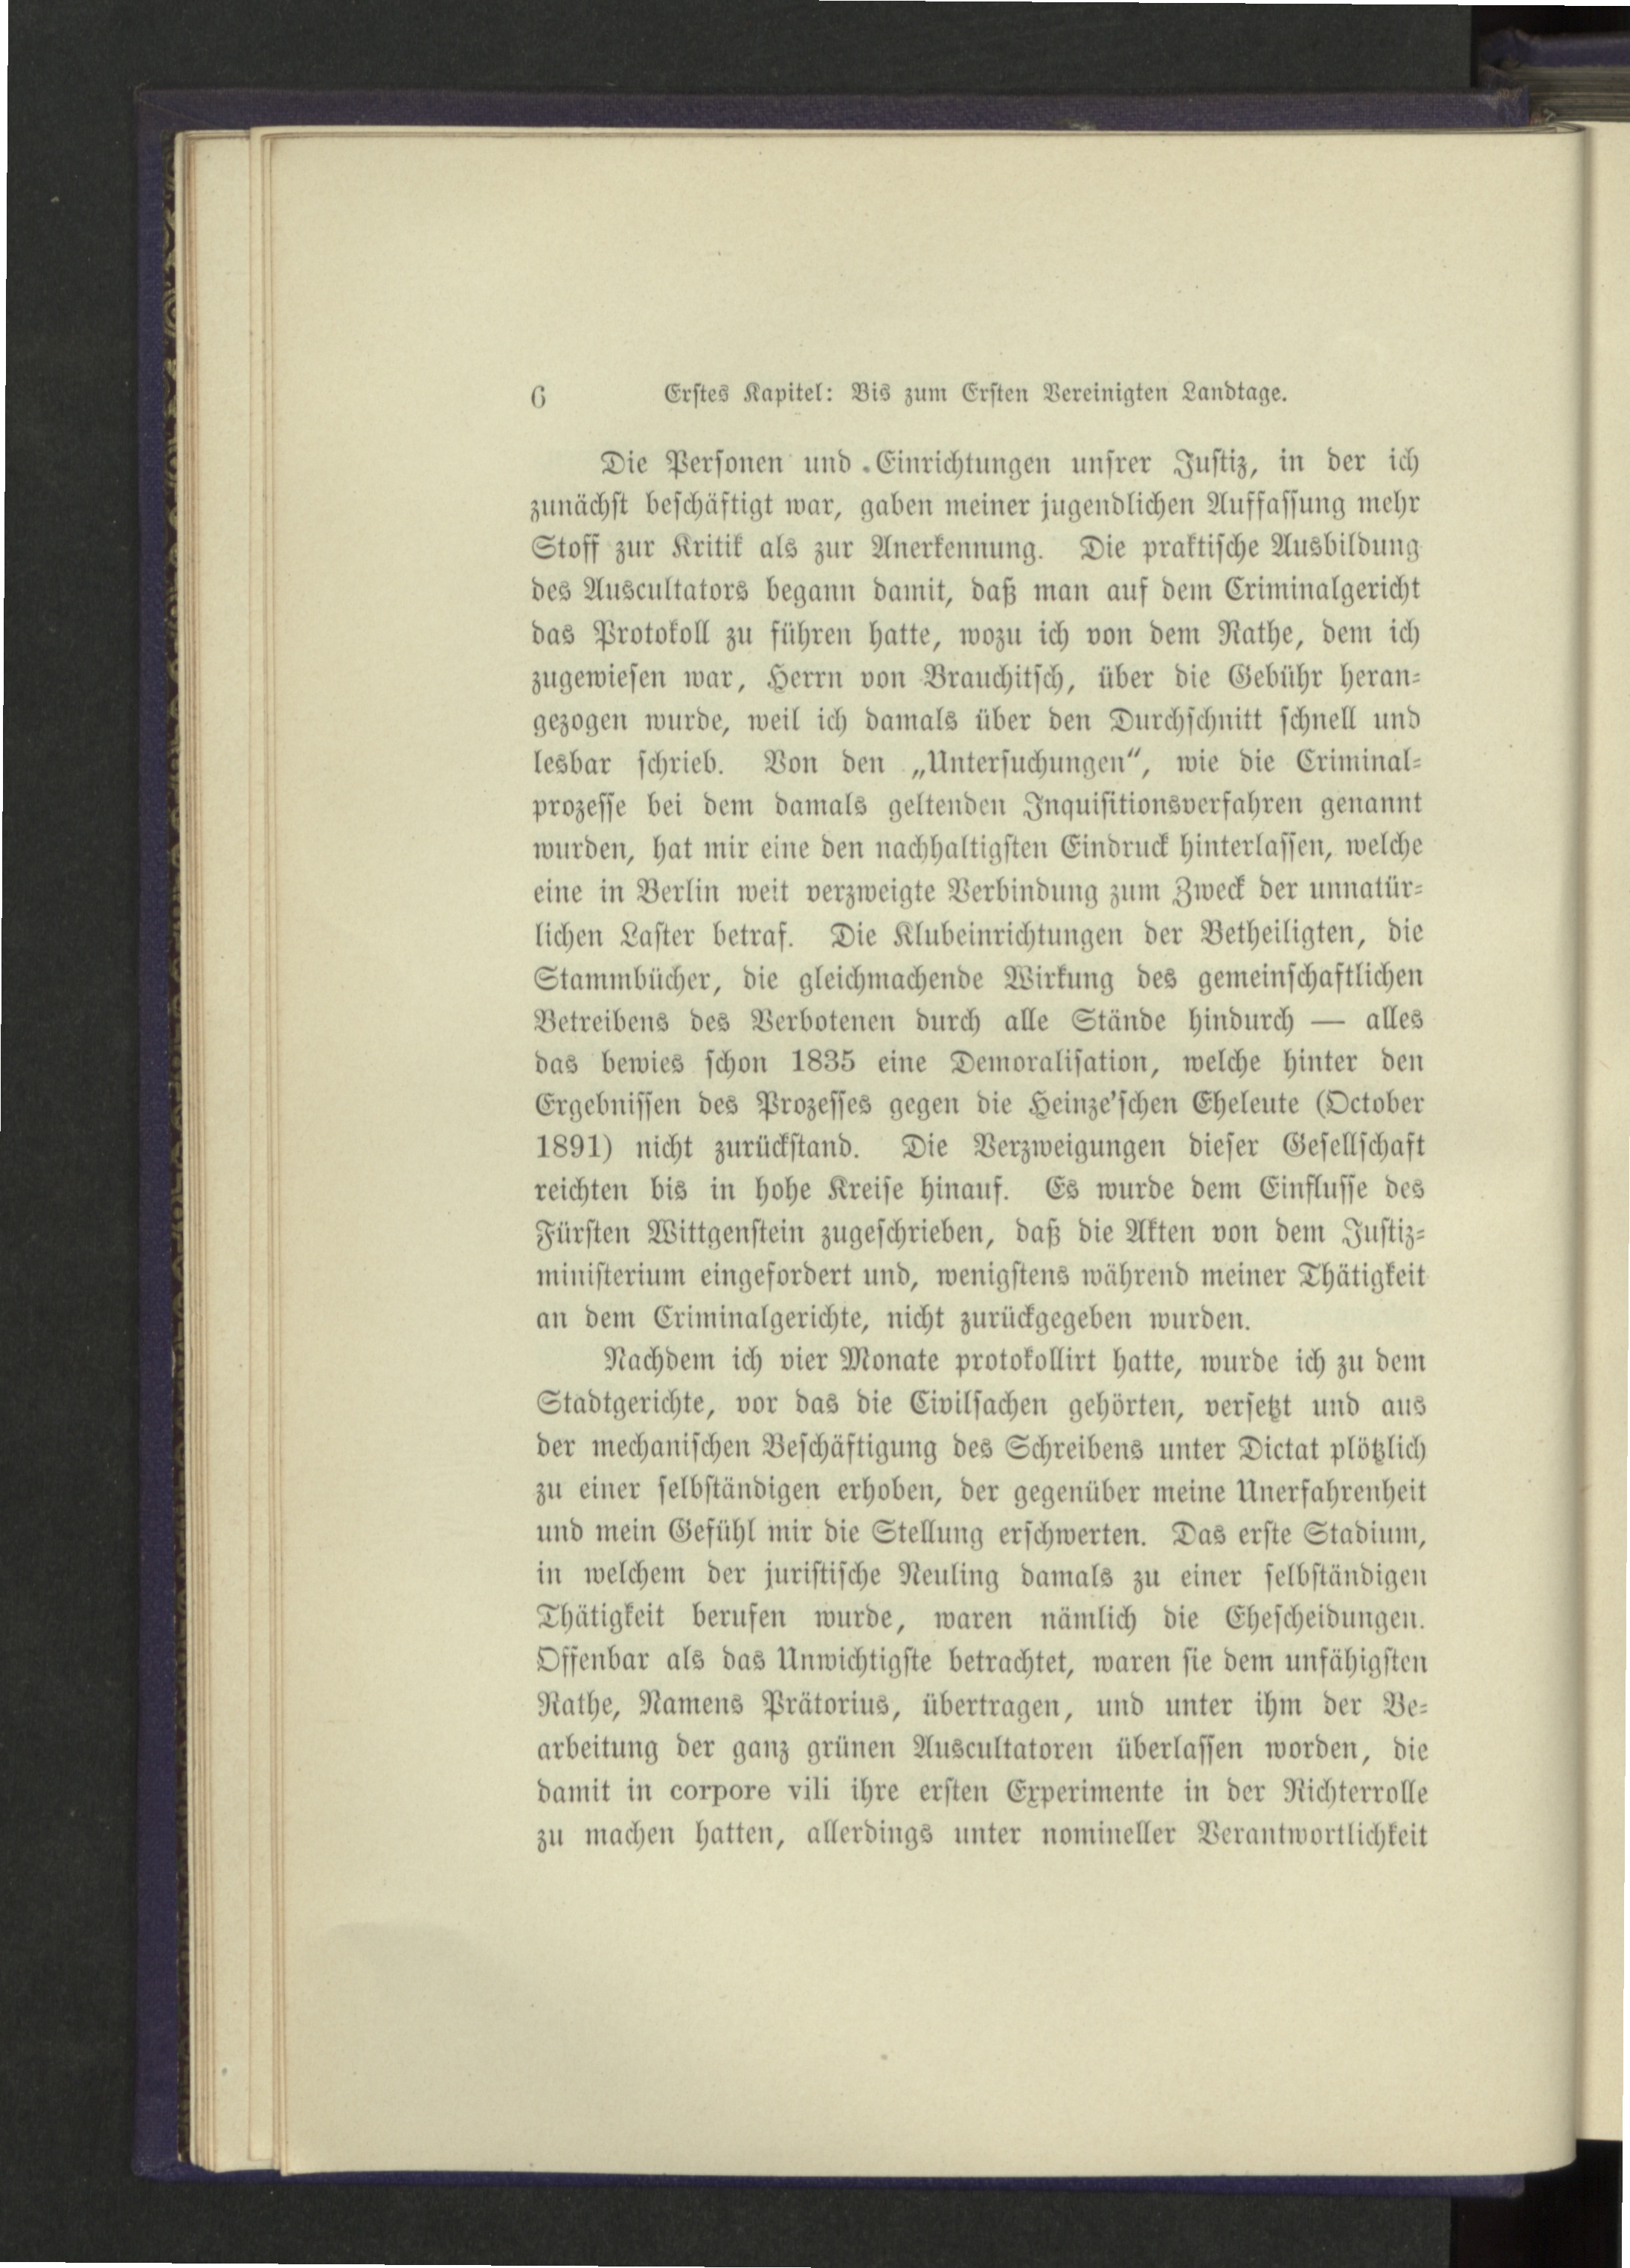 6 Erstes Kapitel: Bis zum Ersten Vereinigten Landtage.
Die Personen und Einrichtungen unsrer Justiz, in der ich
zunächst beschäftigt war, gaben meiner jugendlichen Auffassung mehr
Stoff zur Kritik als zur Anerkennung. Die praktische Ausbildung
des Auscultators begann damit, daß man auf dem Criminalgericht
das Protokoll zu führen hatte, wozu ich von dem Rathe, dem ich
zugewiesen war, Herrn von Brauchitsch, über die Gebühr heran-
gezogen wurde, weil ich damals über den Durchschnitt schnell und
lesbar schrieb. Von den „Untersuchungen“, wie die Criminal-
prozesse bei dem damals geltenden Inquisitionsverfahren genannt
wurden, hat mir eine den nachhaltigsten Eindruck hinterlassen, welche
eine in Berlin weit verzweigte Verbindung zum Zweck der unnatür-
lichen Laster betraf. Die Klubeinrichtungen der Betheiligten, die
Stammbücher, die gleichmachende Wirkung des gemeinschaftlichen
Betreibens des Verbotenen durch alle Stände hindurch — alles
das bewies schon 1835 eine Demoralisation, welche hinter den
Ergebnissen des Prozesses gegen die Heinze'schen Eheleute (October
1891) nicht zurückstand. Die Verzweigungen dieser Gesellschaft
reichten bis in hohe Kreise hinauf. Es wurde dem Einflusse des
Fürsten Wittgenstein zugeschrieben, daß die Akten von dem Justiz-
ministerium eingefordert und, wenigstens während meiner Thätigkeit
an dem Criminalgerichte, nicht zurückgegeben wurden.
Nachdem ich vier Monate protokollirt hatte, wurde ich zu dem
Stadtgerichte, vor das die Civilsachen gehörten, versetzt und aus
der mechanischen Beschäftigung des Schreibens unter Dictat plötzlich
zu einer selbständigen erhoben, der gegenüber meine Unerfahrenheit
und mein Gefühl mir die Stellung erschwerten. Das erste Stadium,
in welchem der juristische Neuling damals zu einer selbständigen
Thätigkeit berufen wurde, waren nämlich die Ehescheidungen.
Offenbar als das Unwichtigste betrachtet, waren sie dem unfähigsten
Rathe, Namens Prätorius, übertragen, und unter ihm der Be-
arbeitung der ganz grünen Auscultatoren überlassen worden, die
damit in corpore vili ihre ersten Experimente in der Richterrolle
zu machen hatten, allerdings unter nomineller Verantwortlichkeit